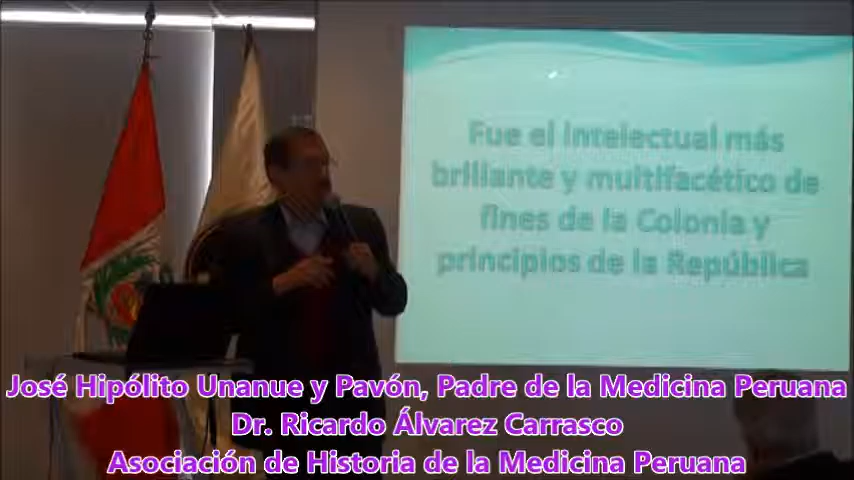 Fue el intelectual más
brillante y multifacético de
fines de la Colonia y
principios de la República
José Hipólito Unanue y Pavón, Padre de la Medicina Peruana
Dr. Ricardo Álvarez Carrasco
Asociación de Historia de la Medicina Peruana